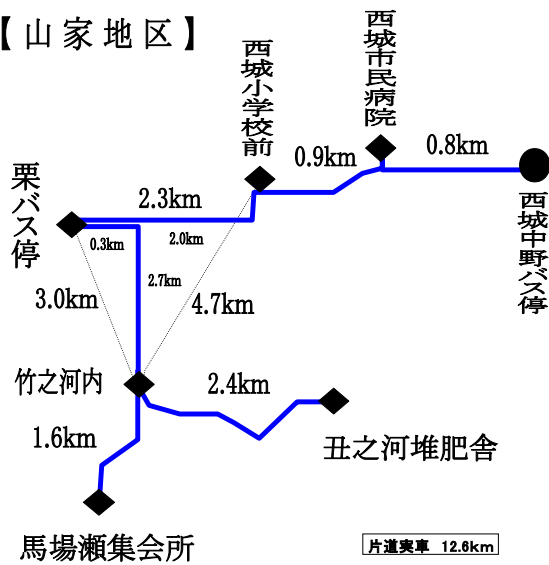 【山家地区】
西城市民病院
西城小学校前
0.9km
0.8km
西城中野バス停
栗バス停
2.3km
0.3km
2.0km
2.7km
3.0km
4.7km
竹之河内
2.4km
1.6km
丑之河堆肥舎
馬場瀬集会所
片道実車 12.6km